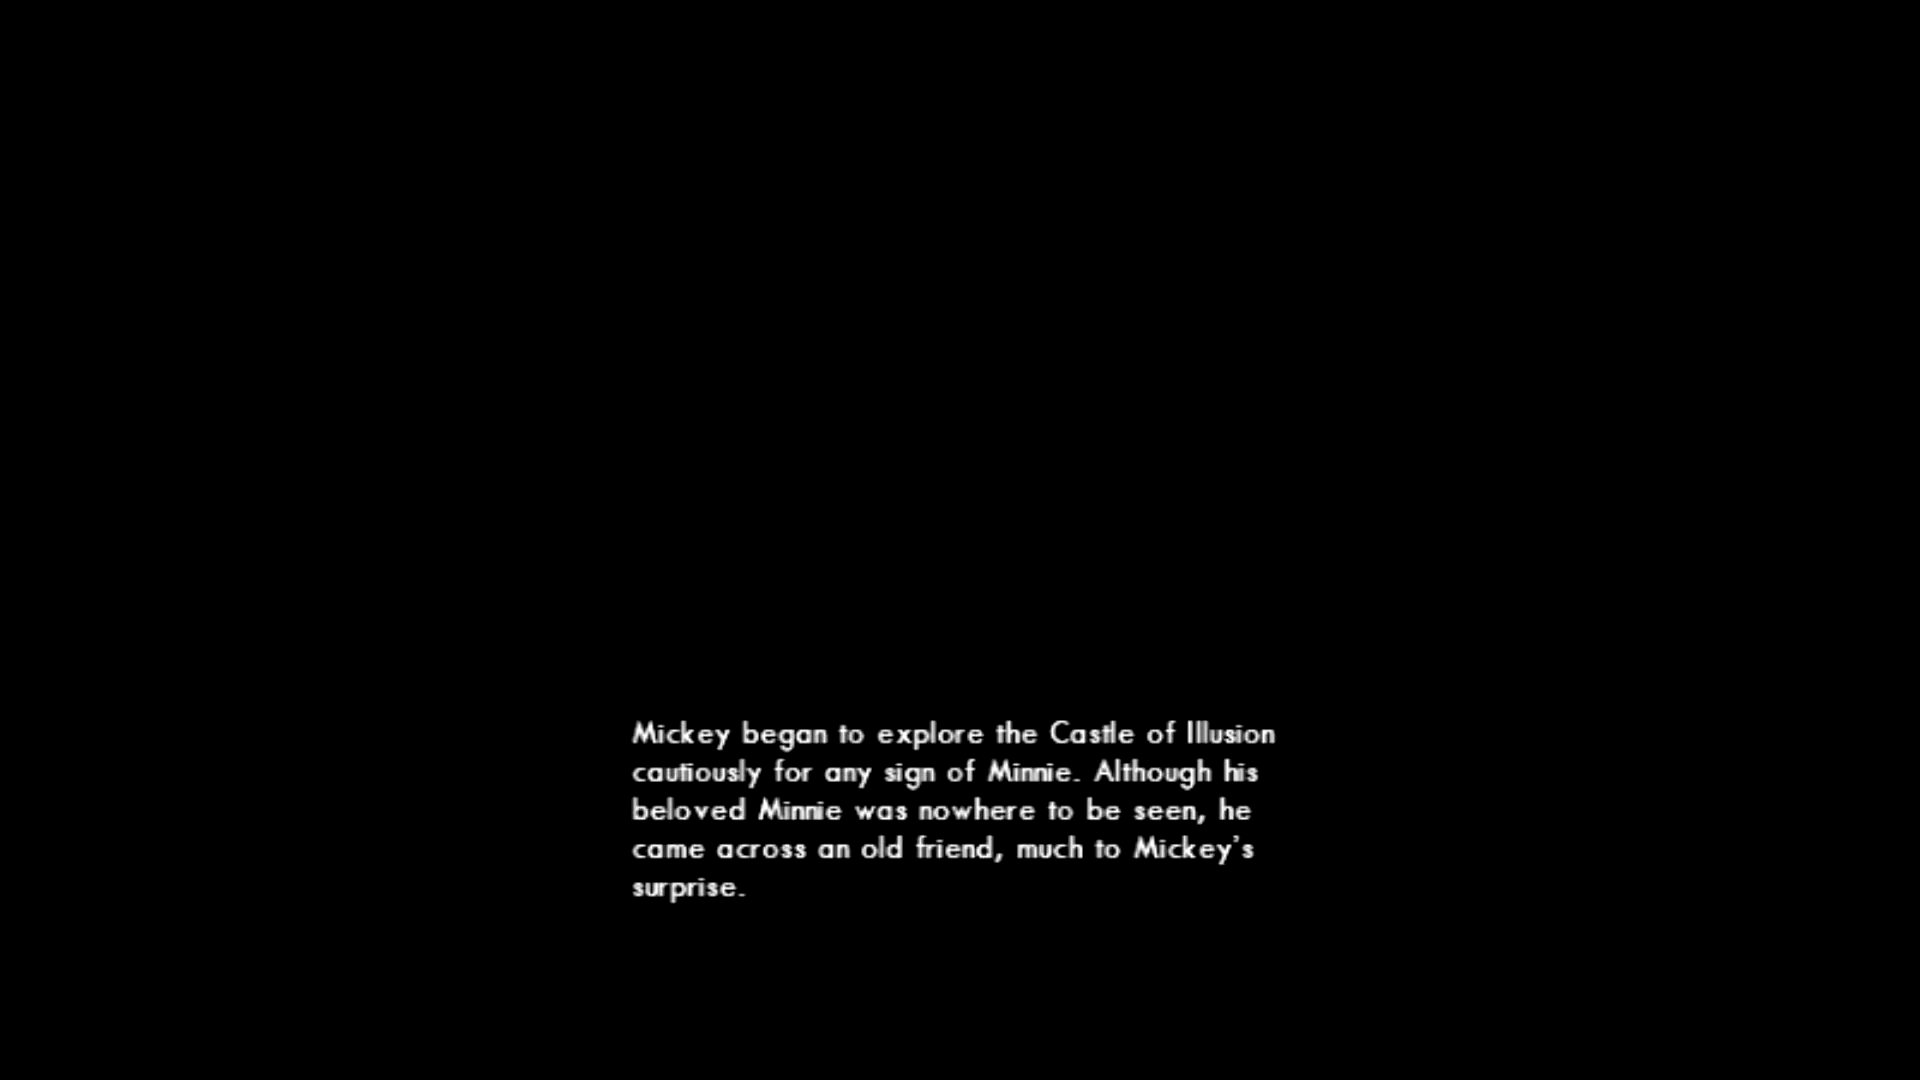 Mickey began to explore the Castle of Illusion
cautiously for any sign of Minnie. Although his
beloved Minnie was nowhere to be seen, he
came across an old friend, much to Mickey's
surprise.